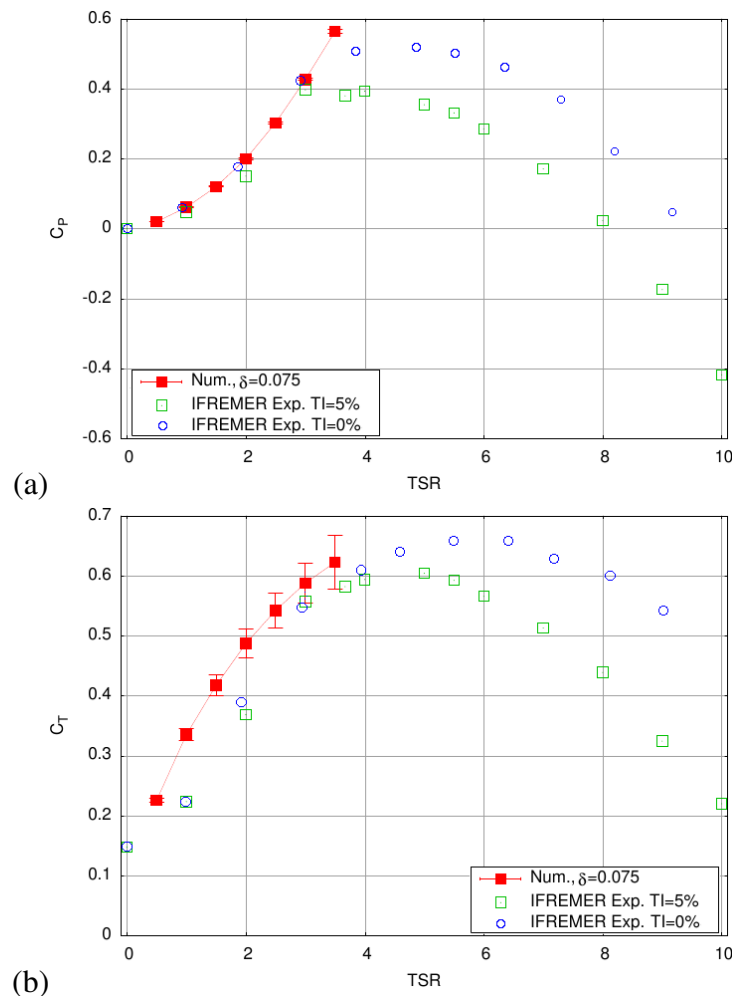 0.6
0.4
0.2
0
-0.2
-0.4
-0.6
C_P
Num., δ=0.075
IFREMER Exp. TI=5%
IFREMER Exp. TI=0%
0 2 4 6 8 10
TSR
(a)
0.7
0.6
0.5
0.4
0.3
0.2
0.1
0
C_T
Num., δ=0.075
IFREMER Exp. TI=5%
IFREMER Exp. TI=0%
0 2 4 6 8 10
TSR
(b)